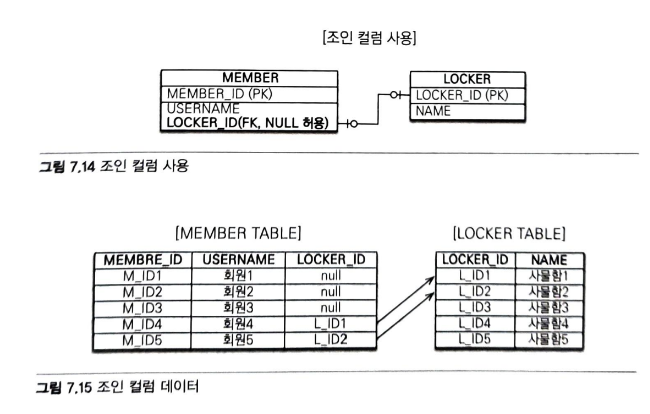 [조인 컬럼 사용]
MEMBER
MEMBER_ID (PK)
USERNAME
LOCKER_ID(FK, NULL 허용)
LOCKER
LOCKER_ID (PK)
NAME
그림 7.14 조인 컬럼 사용
[MEMBER TABLE]
MEMBRE_ID USERNAME LOCKER_ID
M_ID1 회원1 null
M_ID2 회원2 null
M_ID3 회원3 null
M_ID4 회원4 L_ID1
M_ID5 회원5 L_ID2
[LOCKER TABLE]
LOCKER_ID NAME
L_ID1 사물함1
L_ID2 사물함2
L_ID3 사물함3
L_ID4 사물함4
L_ID5 사물함5
그림 7.15 조인 컬럼 데이터